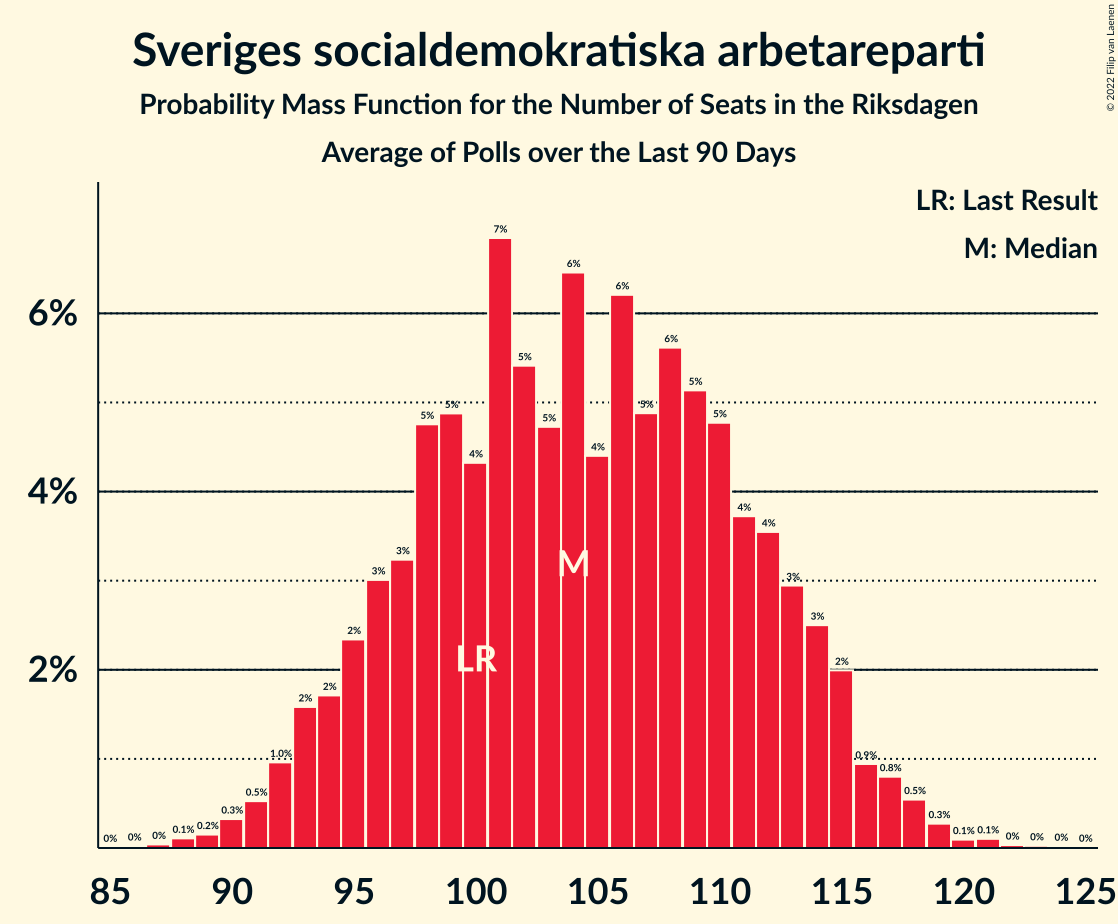 Sveriges socialdemokratiska arbetareparti
Probability Mass Function for the Number of Seats in the Riksdagen
Average of Polls over the Last 90 Days
© 2022 Filip van Laenen
LR: Last Result
M: Median
6%
4%
2%
0% 0% 0% 0.1% 0.2% 0.3% 0.5% 1.0% 2% 2% 2% 3% 3% 5% 5% 4% 7% 5% 5% 6% 4% 6% 5% 6% 5% 5% 4% 4% 3% 3% 2% 0.9% 0.8% 0.5% 0.3% 0.1% 0.1% 0% 0% 0% 0%
M
LR
85 90 95 100 105 110 115 120 125